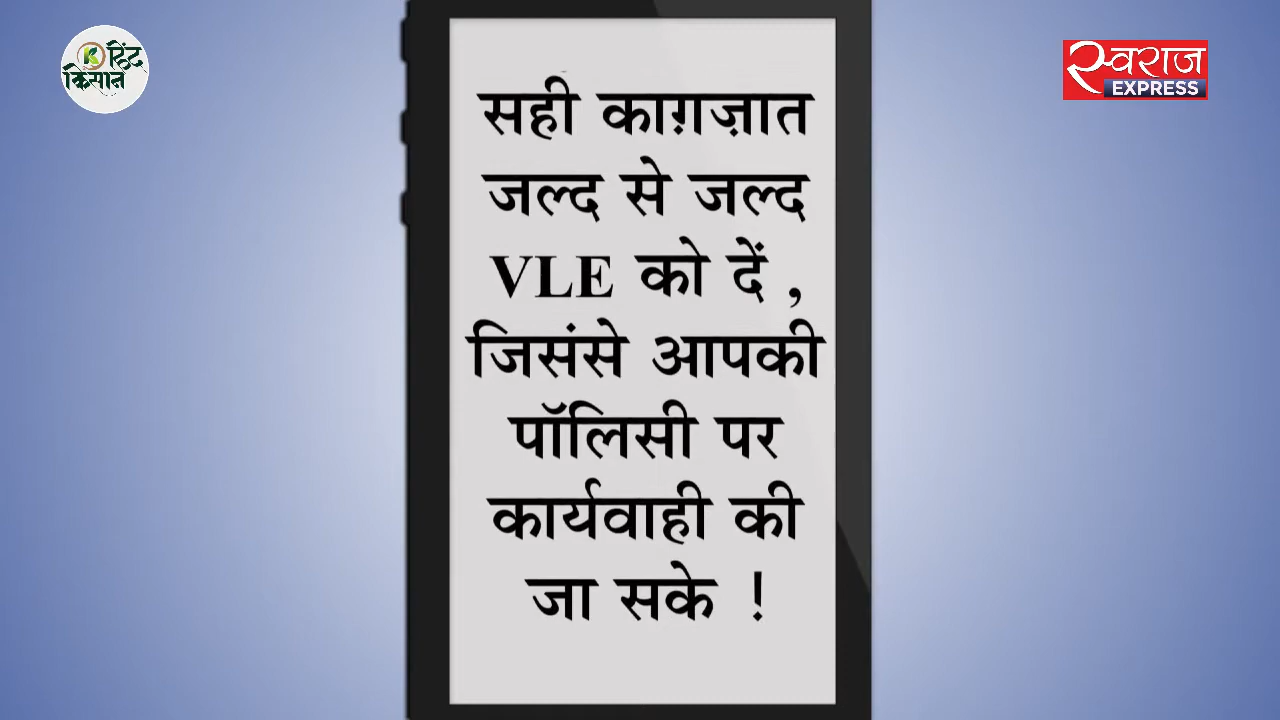 हिंट
किसान
स्वराज
EXPRESS
सही काग़ज़ात
जल्द से जल्द
VLE को दें ,
जिसंसे आपकी
पॉलिसी पर
कार्यवाही की
जा सके !